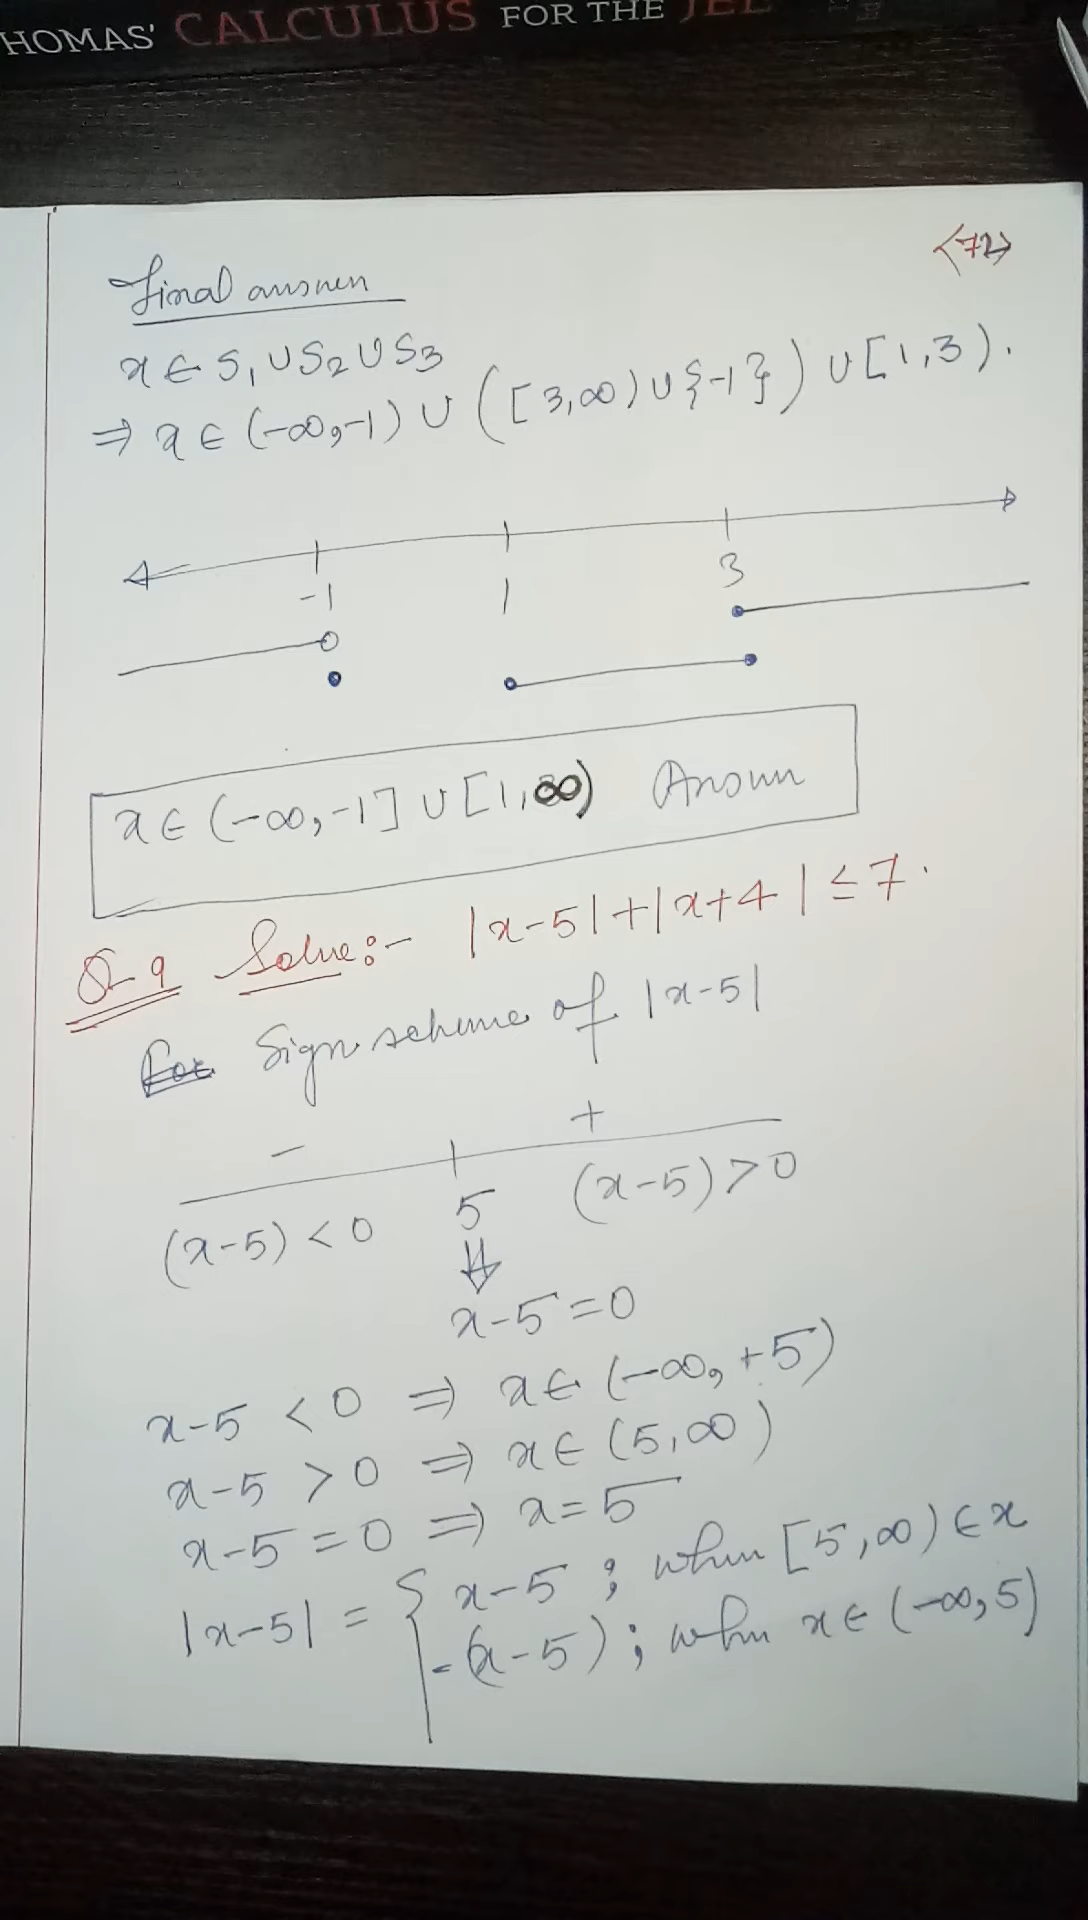 HOMAS' CALCULUS FOR THE JEE
<72>
Final answer
x ∈ S₁ ∪ S₂ ∪ S₃
⇒ x ∈ (-∞, -1) ∪ ([3, ∞) ∪ {-1}) ∪ [1, 3).
-1 1 3
x ∈ (-∞, -1] ∪ [1, ∞) Answer
Q-9 Solve:- |x-5| + |x+4| ≤ 7.
Sign scheme of |x-5|
- +
(x-5) < 0 5 (x-5) > 0
⇓
x-5 = 0
x-5 < 0 ⇒ x ∈ (-∞, +5)
x-5 > 0 ⇒ x ∈ (5, ∞)
x-5 = 0 ⇒ x = 5
|x-5| = { x-5 ; when [5, ∞) ∈ x
-(x-5) ; when x ∈ (-∞, 5)